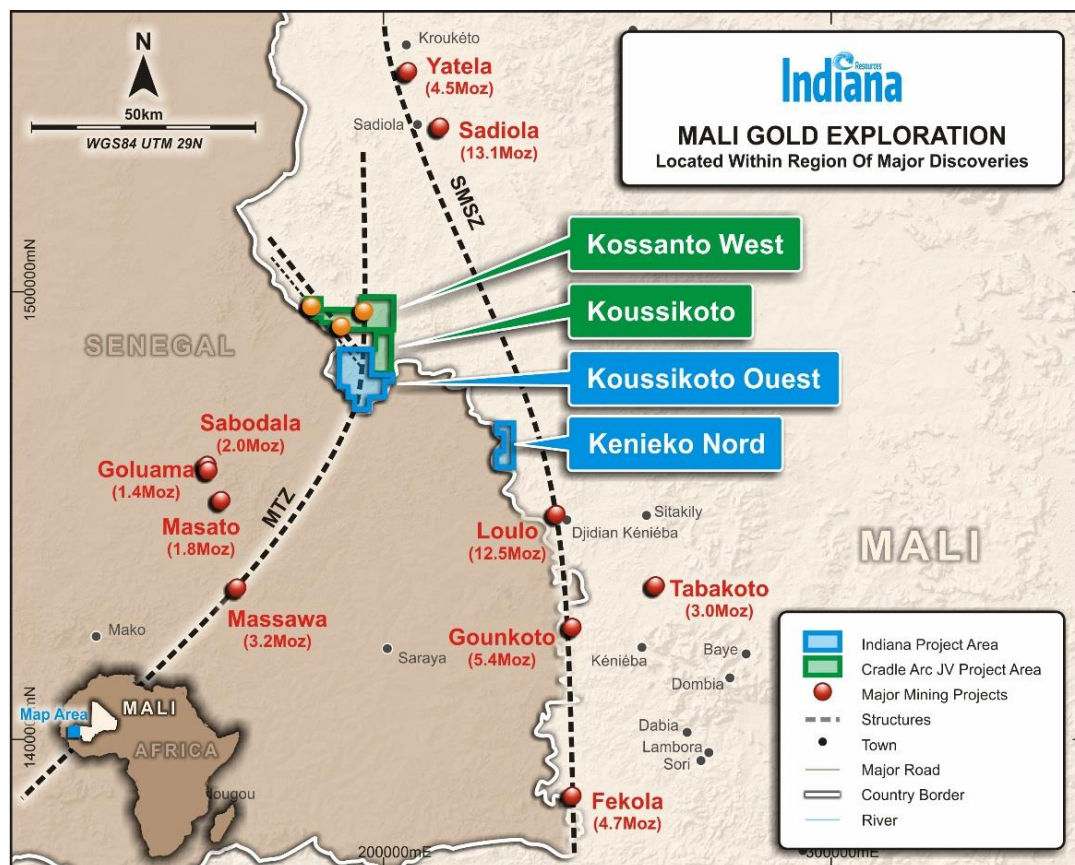 N
50km
WGS84 UTM 29N
Indiana
Resources
MALI GOLD EXPLORATION
Located Within Region Of Major Discoveries
Kroukéto
Yatela
(4.5Moz)
Sadiola
Sadiola
(13.1Moz)
SMSZ
Kossanto West
Koussikoto
Koussikoto Ouest
Kenieko Nord
1500000mN
SENEGAL
Sabodala
(2.0Moz)
Goluama
(1.4Moz)
Masato
(1.8Moz)
MTZ
Massawa
(3.2Moz)
Mako
Saraya
Loulo
(12.5Moz)
Djidian Kéniéba
Sitakily
MALI
Tabakoto
(3.0Moz)
Gounkoto
(5.4Moz)
Kéniéba
Baye
Dombia
Dabia
Lambora
Sori
Fekola
(4.7Moz)
Indiana Project Area
Cradle Arc JV Project Area
Major Mining Projects
Structures
Town
Major Road
Country Border
River
Map Area
MALI
AFRICA
dougou
200000mE